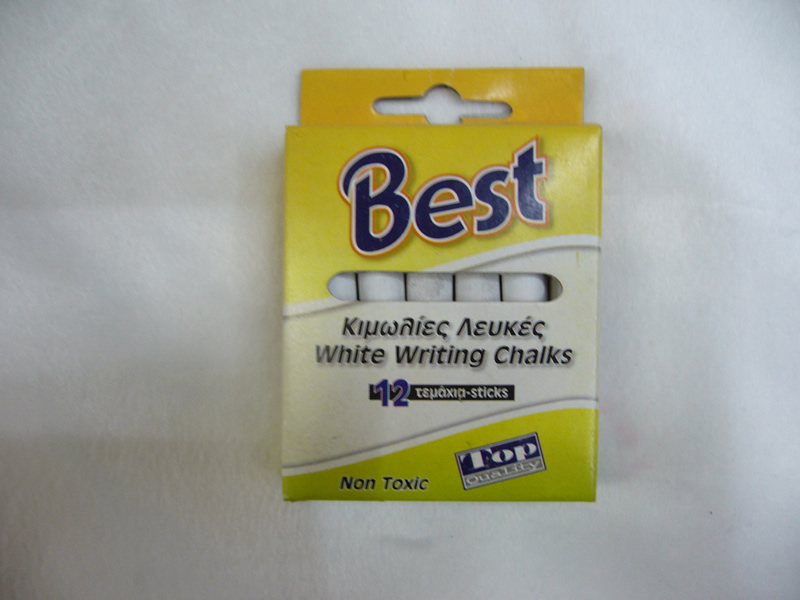 Best
Κιμωλίες Λευκές
White Writing Chalks
12 τεμάχια-sticks
Top
Quality
Non Toxic